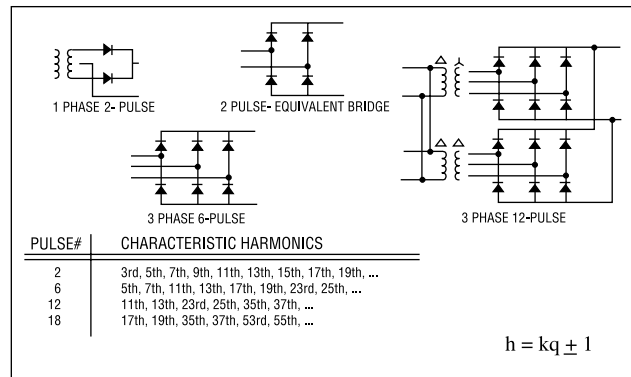 1 PHASE 2- PULSE
2 PULSE- EQUIVALENT BRIDGE
3 PHASE 6-PULSE
3 PHASE 12-PULSE
PULSE# CHARACTERISTIC HARMONICS
2 3rd, 5th, 7th, 9th, 11th, 13th, 15th, 17th, 19th, ...
6 5th, 7th, 11th, 13th, 17th, 19th, 23rd, 25th, ...
12 11th, 13th, 23rd, 25th, 35th, 37th, ...
18 17th, 19th, 35th, 37th, 53rd, 55th, ...
h = kq ± 1